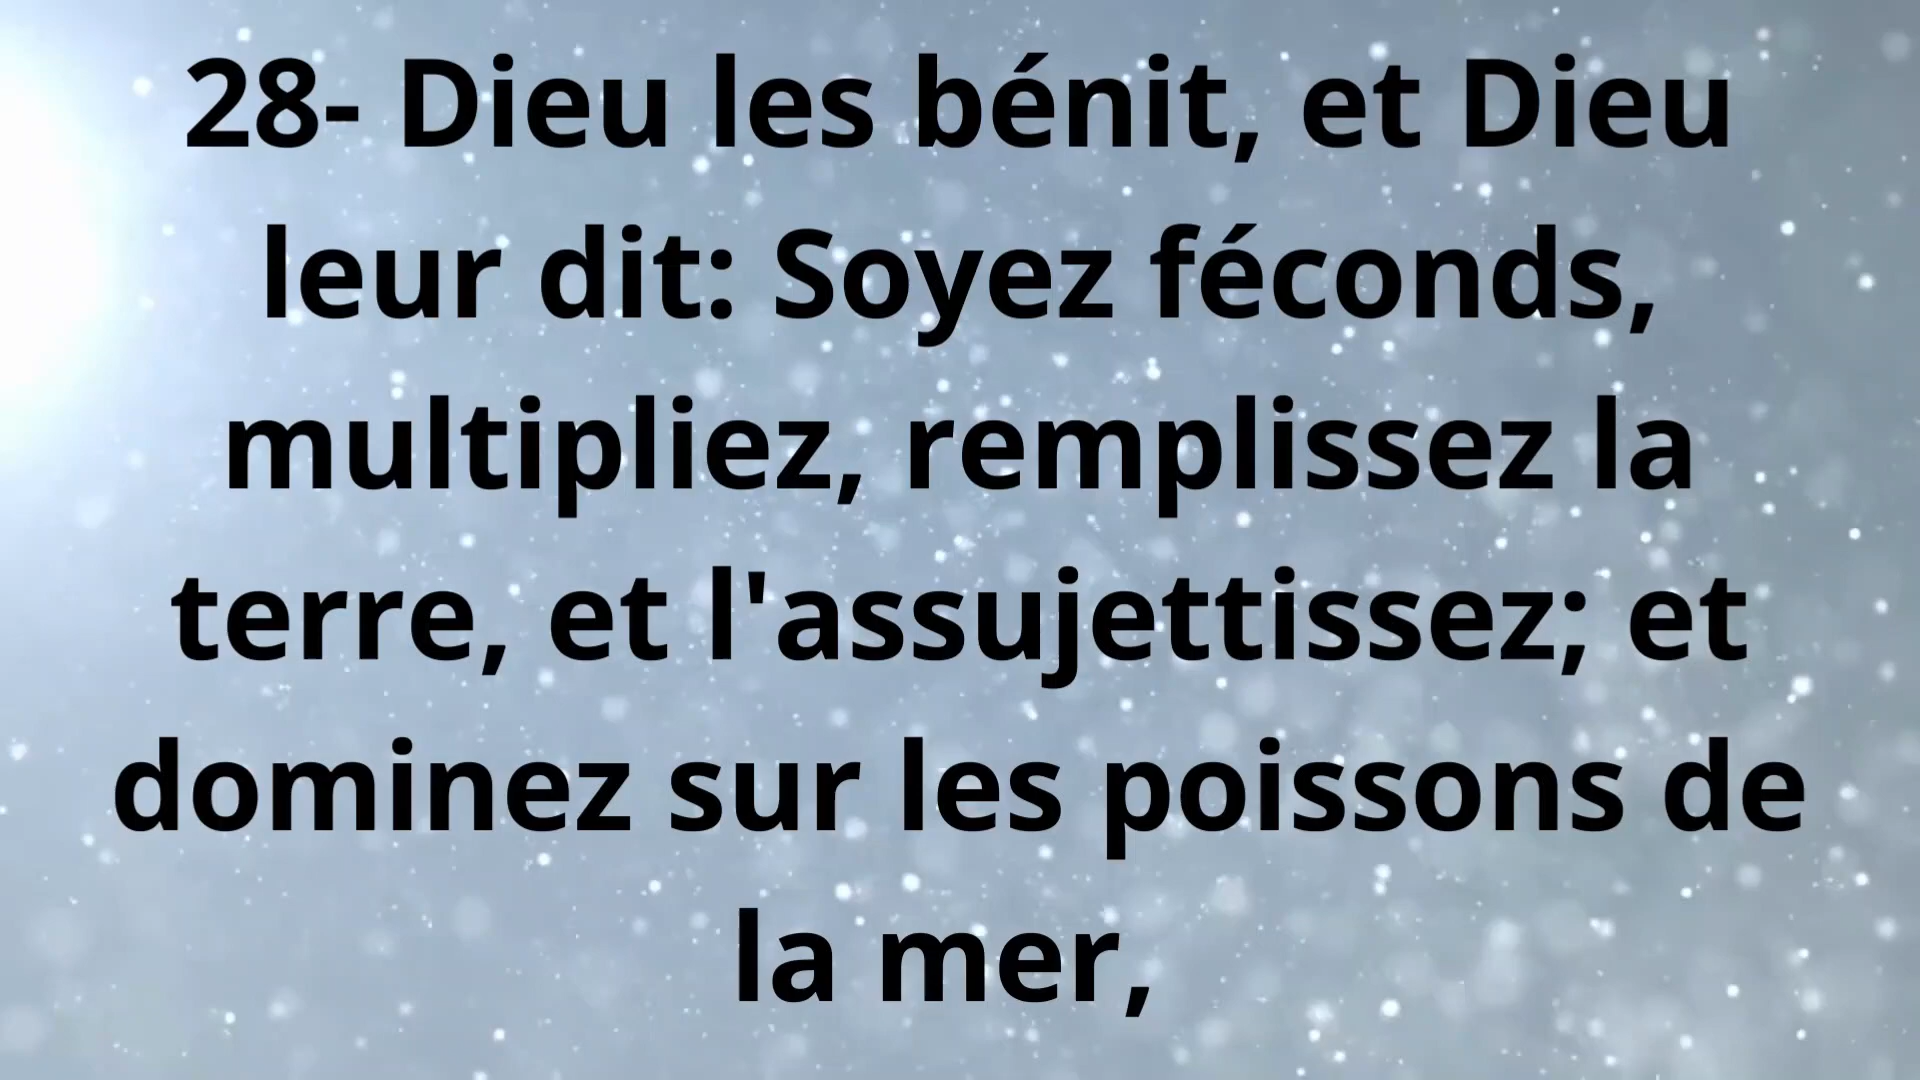 28- Dieu les bénit, et Dieu
leur dit: Soyez féconds,
multipliez, remplissez la
terre, et l'assujettissez; et
dominez sur les poissons de
la mer,